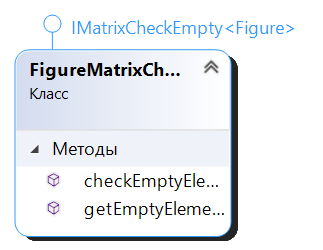 IMatrixCheckEmpty<Figure>
FigureMatrixCh...
Класс
Методы
checkEmptyEle...
getEmptyEleme...